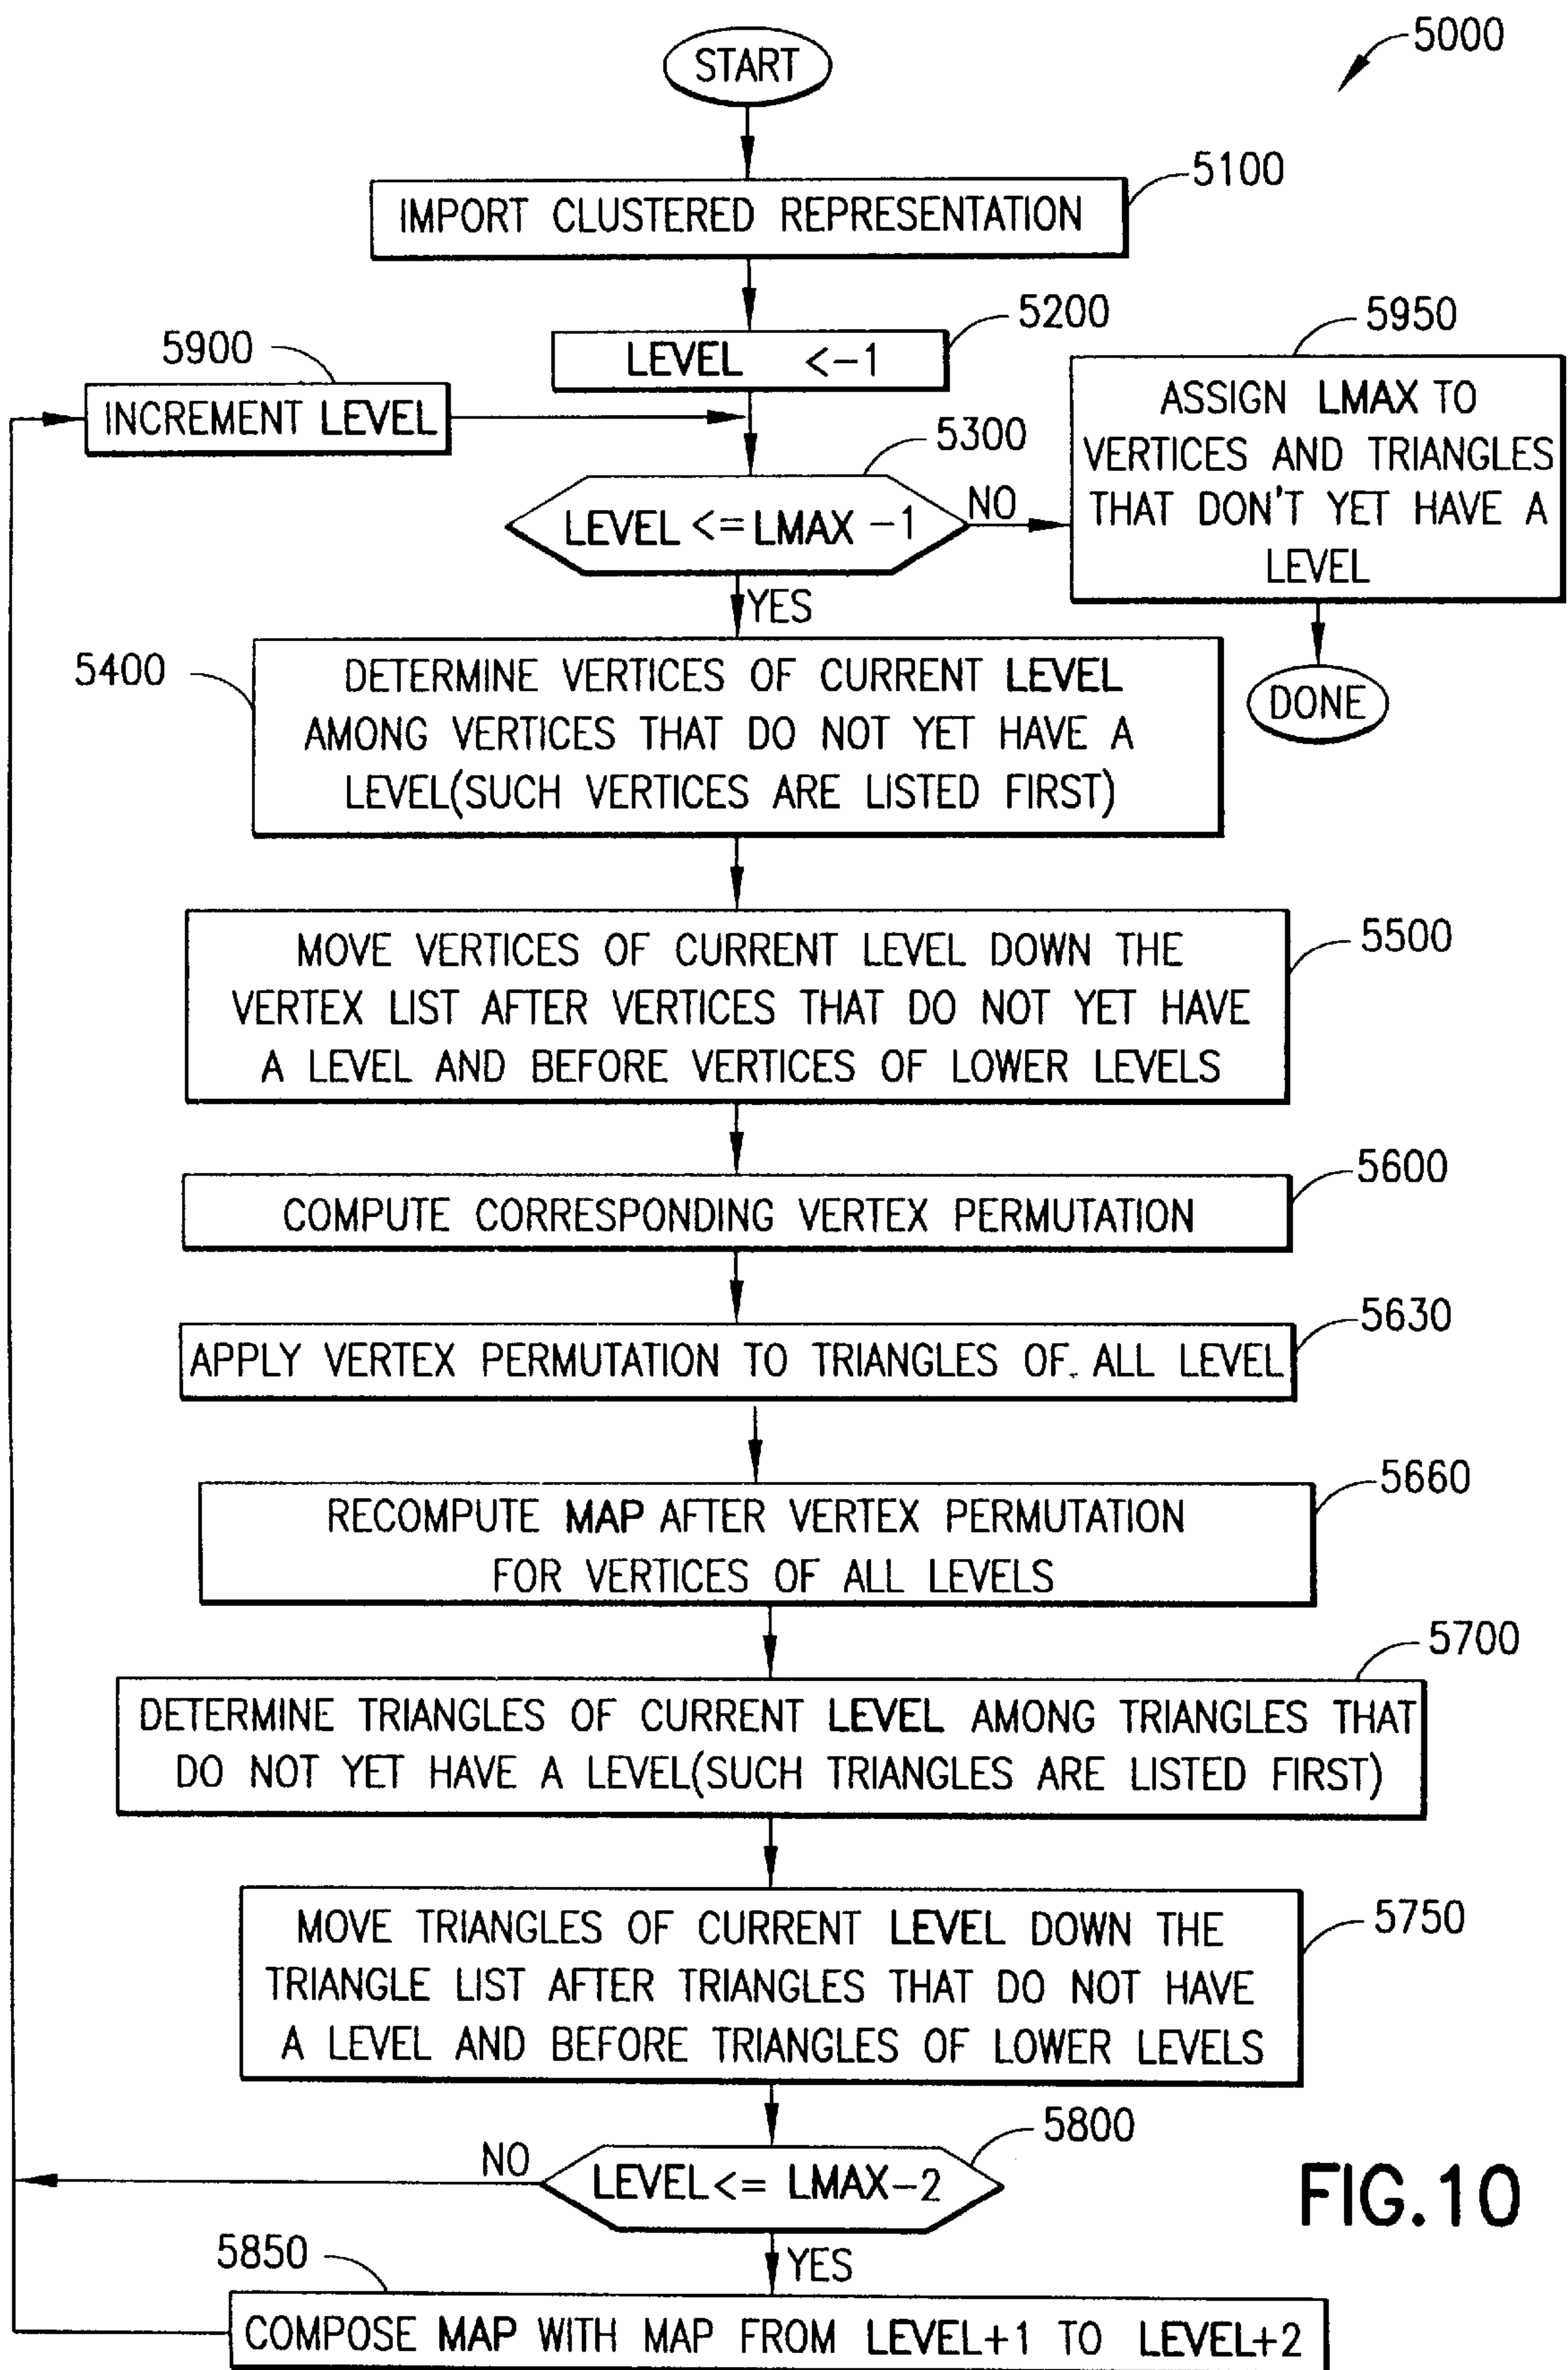 5000
START
5100
IMPORT CLUSTERED REPRESENTATION
5200
LEVEL <-1
5900
INCREMENT LEVEL
5300
LEVEL <= LMAX -1
NO
5950
ASSIGN LMAX TO
VERTICES AND TRIANGLES
THAT DON'T YET HAVE A
LEVEL
DONE
YES
5400
DETERMINE VERTICES OF CURRENT LEVEL
AMONG VERTICES THAT DO NOT YET HAVE A
LEVEL(SUCH VERTICES ARE LISTED FIRST)
5500
MOVE VERTICES OF CURRENT LEVEL DOWN THE
VERTEX LIST AFTER VERTICES THAT DO NOT YET HAVE
A LEVEL AND BEFORE VERTICES OF LOWER LEVELS
5600
COMPUTE CORRESPONDING VERTEX PERMUTATION
5630
APPLY VERTEX PERMUTATION TO TRIANGLES OF ALL LEVEL
5660
RECOMPUTE MAP AFTER VERTEX PERMUTATION
FOR VERTICES OF ALL LEVELS
5700
DETERMINE TRIANGLES OF CURRENT LEVEL AMONG TRIANGLES THAT
DO NOT YET HAVE A LEVEL(SUCH TRIANGLES ARE LISTED FIRST)
5750
MOVE TRIANGLES OF CURRENT LEVEL DOWN THE
TRIANGLE LIST AFTER TRIANGLES THAT DO NOT HAVE
A LEVEL AND BEFORE TRIANGLES OF LOWER LEVELS
5800
LEVEL<= LMAX-2
NO
YES
5850
COMPOSE MAP WITH MAP FROM LEVEL+1 TO LEVEL+2
FIG.10